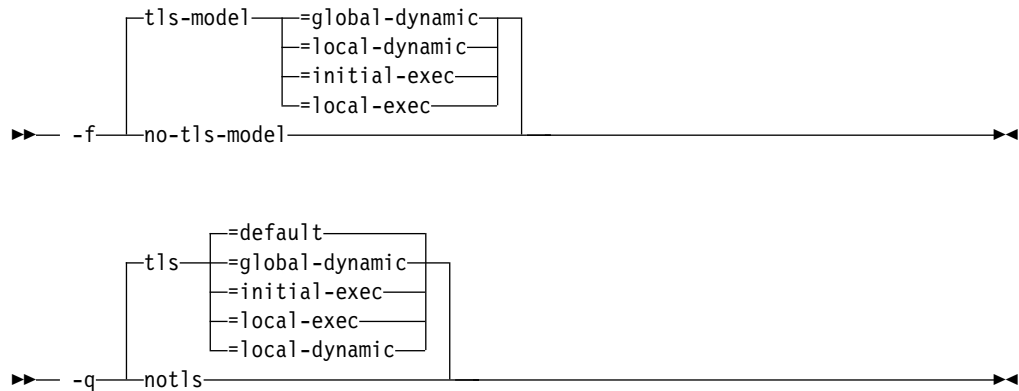 tls-model =global-dynamic
=local-dynamic
=initial-exec
=local-exec
-f no-tls-model
=default
tls =global-dynamic
=initial-exec
=local-exec
=local-dynamic
-q notls